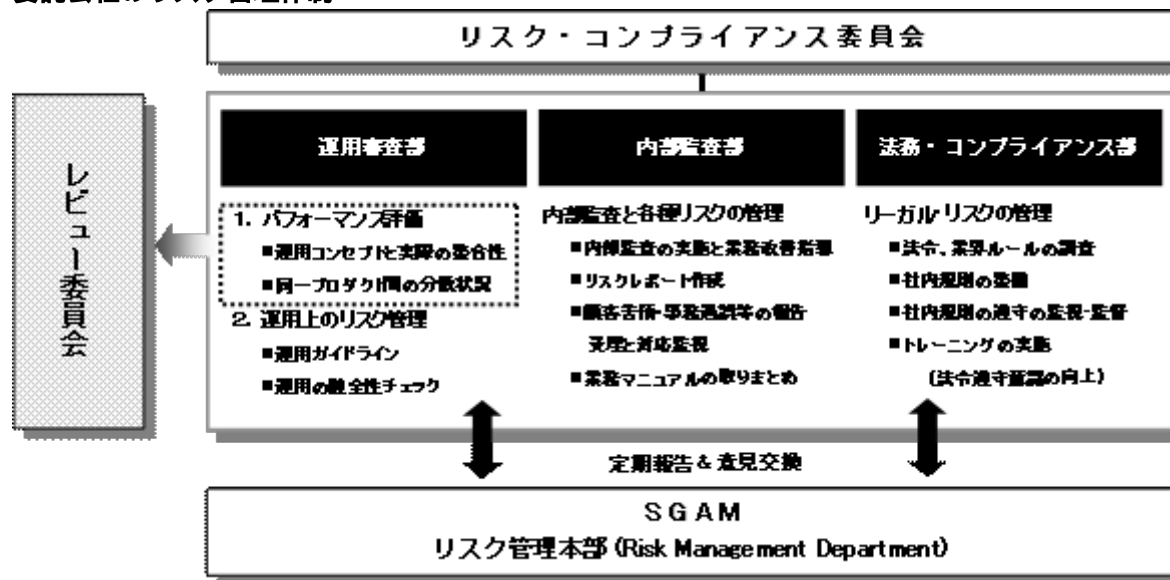 リスク・コンプライアンス委員会
レビュー委員会
運用審査部
内部監査部
法務・コンプライアンス部
1. パフォーマンス評価
■運用コンセプトと実際の整合性
■同一プロダクト間の分散状況
2. 運用上のリスク管理
■運用ガイドライン
■運用の健全性チェック
内部監査と各種リスクの管理
■内部監査の実施と業務改善指導
■リスクレポート作成
■顧客苦情・事務過誤等の報告
受理と対応監視
■業務マニュアルの取りまとめ
リーガル リスクの管理
■法令、業界ルールの調査
■社内規則の整備
■社内規則の遵守の監視・監督
■トレーニングの実施
(法令遵守意識の向上)
定期報告 & 意見交換
SGAM
リスク管理本部 (Risk Management Department)